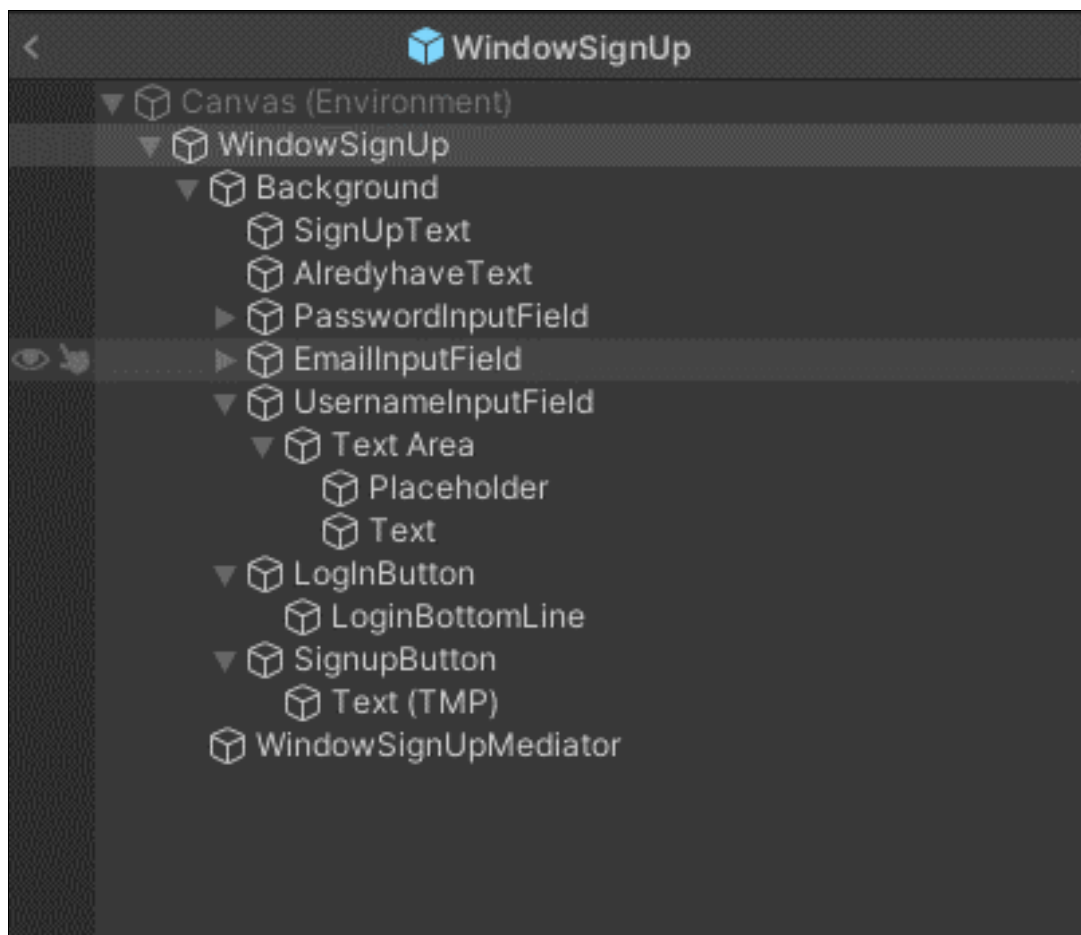 WindowSignUp
Canvas (Environment)
WindowSignUp
Background
SignUpText
AlredyhaveText
PasswordInputField
EmailInputField
UsernameInputField
Text Area
Placeholder
Text
LogInButton
LoginBottomLine
SignupButton
Text (TMP)
WindowSignUpMediator